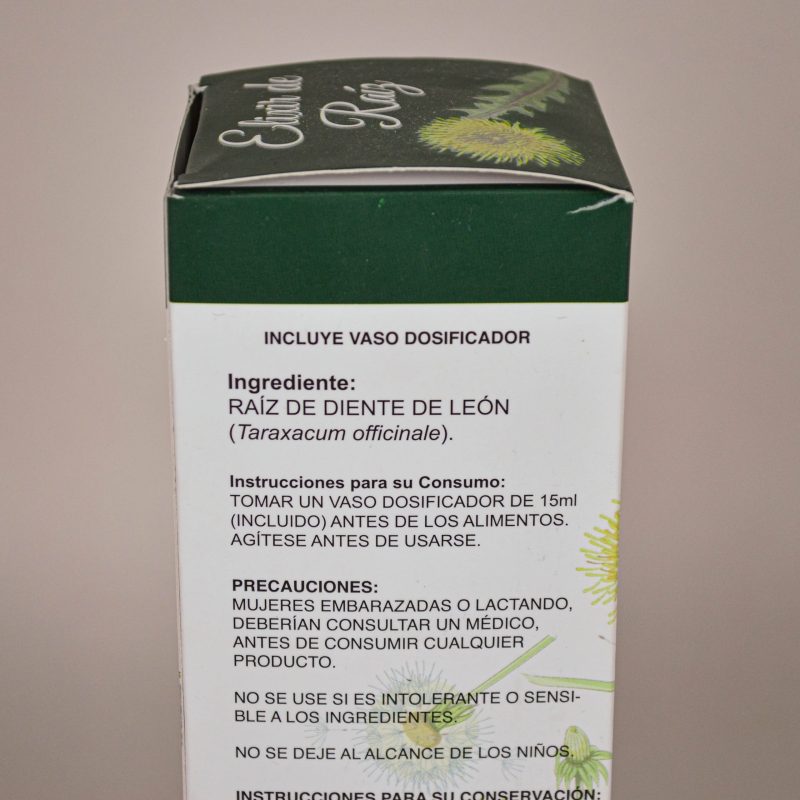 Elixir de
Raíz
INCLUYE VASO DOSIFICADOR
Ingrediente:
RAÍZ DE DIENTE DE LEÓN
(Taraxacum officinale).
Instrucciones para su Consumo:
TOMAR UN VASO DOSIFICADOR DE 15ml
(INCLUIDO) ANTES DE LOS ALIMENTOS.
AGÍTESE ANTES DE USARSE.
PRECAUCIONES:
MUJERES EMBARAZADAS O LACTANDO,
DEBERÍAN CONSULTAR UN MÉDICO,
ANTES DE CONSUMIR CUALQUIER
PRODUCTO.
NO SE USE SI ES INTOLERANTE O SENSI-
BLE A LOS INGREDIENTES.
NO SE DEJE AL ALCANCE DE LOS NIÑOS.
INSTRUCCIONES PARA SU CONSERVACIÓN: